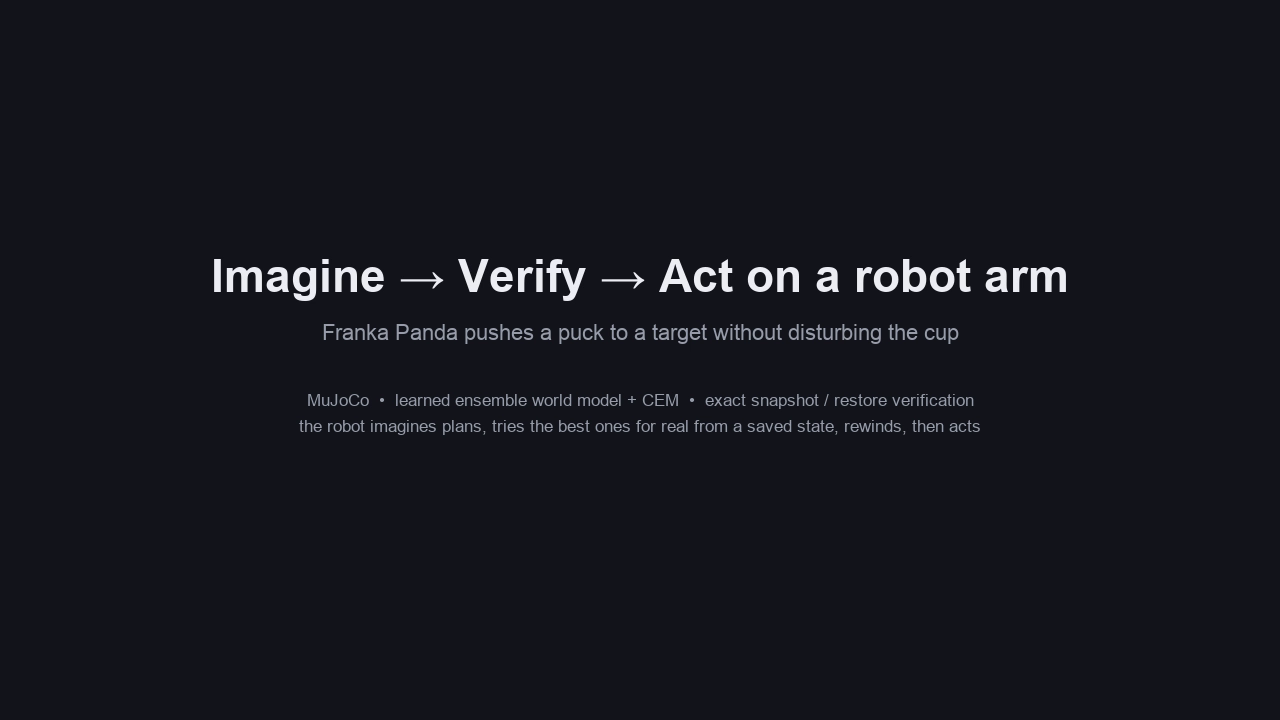 Imagine → Verify → Act on a robot arm
Franka Panda pushes a puck to a target without disturbing the cup
MuJoCo • learned ensemble world model + CEM • exact snapshot / restore verification
the robot imagines plans, tries the best ones for real from a saved state, rewinds, then acts